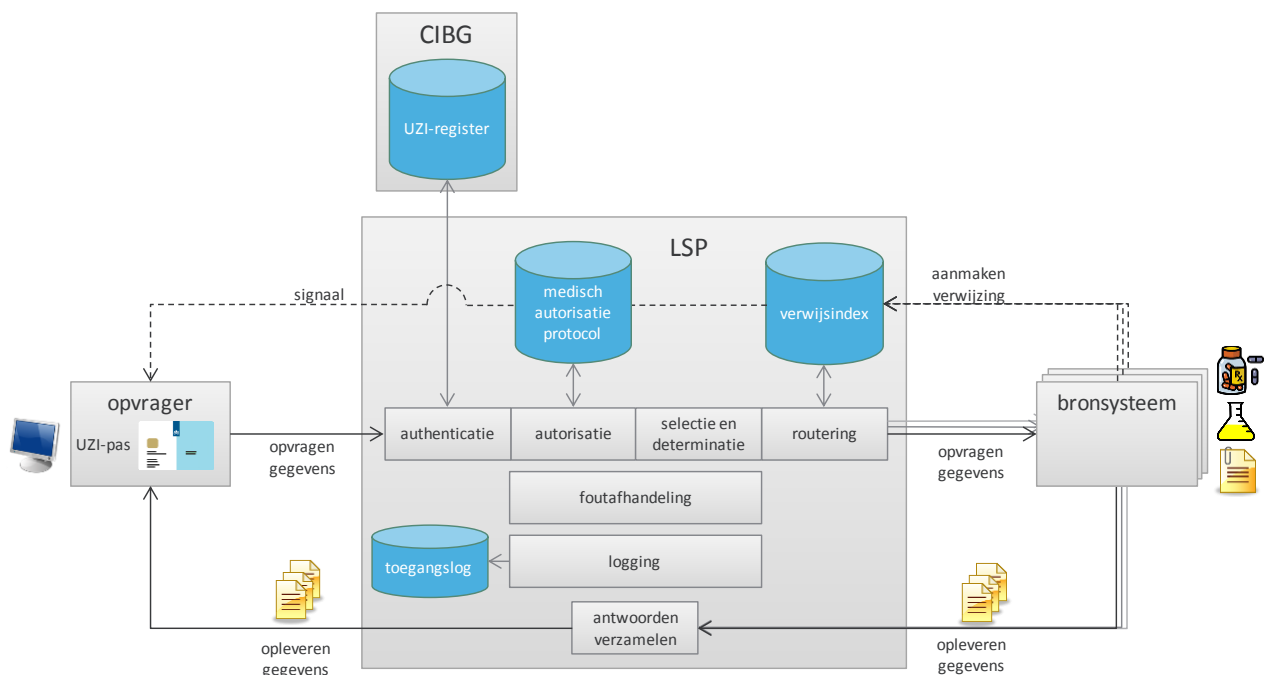 CIBG
UZI-register
LSP
signaal
medisch
autorisatie
protocol
verwijsindex
aanmaken
verwijzing
opvrager
UZI-pas
opvragen
gegevens
authenticatie
autorisatie
selectie en
determinatie
routering
opvragen
gegevens
bronsysteem
foutafhandeling
toegangslog
logging
antwoorden
verzamelen
opleveren
gegevens
opleveren
gegevens